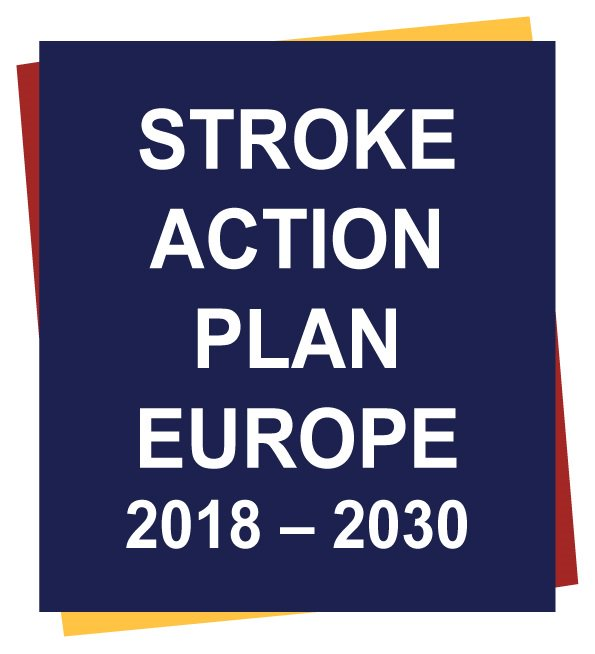 STROKE
ACTION
PLAN
EUROPE
2018 – 2030